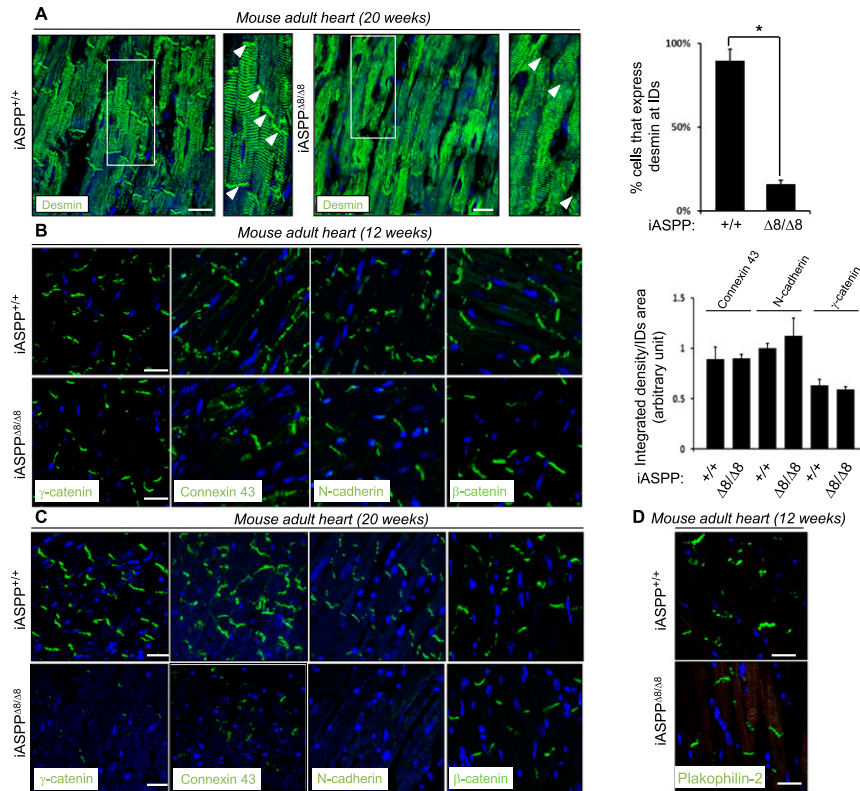 A
Mouse adult heart (20 weeks)
iASPP+/+
iASPPΔ8/Δ8
Desmin
% cells that express
desmin at IDs
100%
50%
0%
*
iASPP:
+/+
Δ8/Δ8
B
Mouse adult heart (12 weeks)
iASPP+/+
iASPPΔ8/Δ8
γ-catenin
Connexin 43
N-cadherin
β-catenin
Integrated density/IDs area
(arbitrary unit)
1.5
1
0.5
0
Connexin 43
N-cadherin
γ-catenin
iASPP:
+/+
Δ8/Δ8
+/+
Δ8/Δ8
+/+
Δ8/Δ8
C
Mouse adult heart (20 weeks)
iASPP+/+
iASPPΔ8/Δ8
γ-catenin
Connexin 43
N-cadherin
β-catenin
D
Mouse adult heart (12 weeks)
iASPP+/+
iASPPΔ8/Δ8
Plakophilin-2